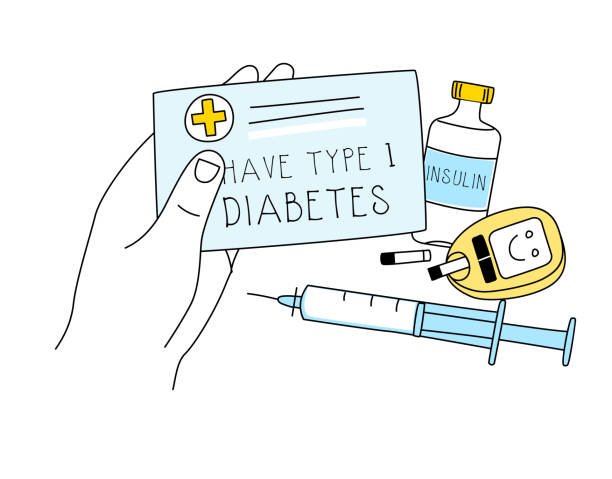 HAVE TYPE 1
DIABETES
INSULIN